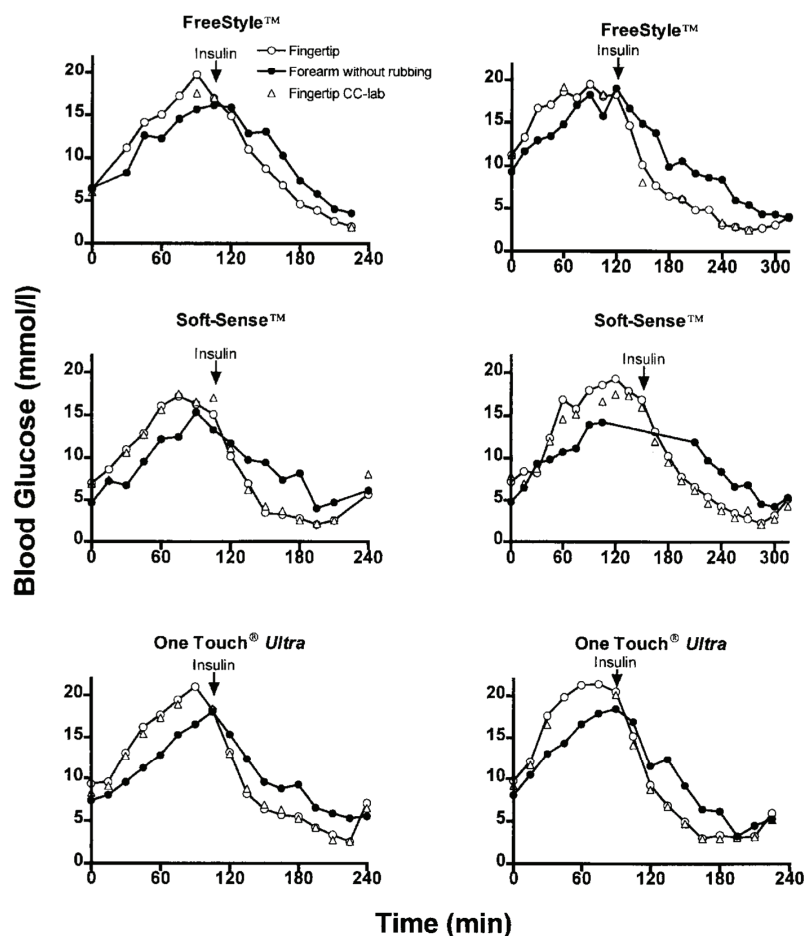 FreeStyle™
Insulin
Fingertip
Forearm without rubbing
Fingertip CC-lab
20
15
10
5
0
0 60 120 180 240
FreeStyle™
Insulin
20
15
10
5
0
0 60 120 180 240 300
Blood Glucose (mmol/l)
Soft-Sense™
Insulin
20
15
10
5
0
0 60 120 180 240
Soft-Sense™
Insulin
20
15
10
5
0
0 60 120 180 240 300
One Touch® Ultra
Insulin
20
15
10
5
0
0 60 120 180 240
One Touch® Ultra
Insulin
20
15
10
5
0
0 60 120 180 240
Time (min)